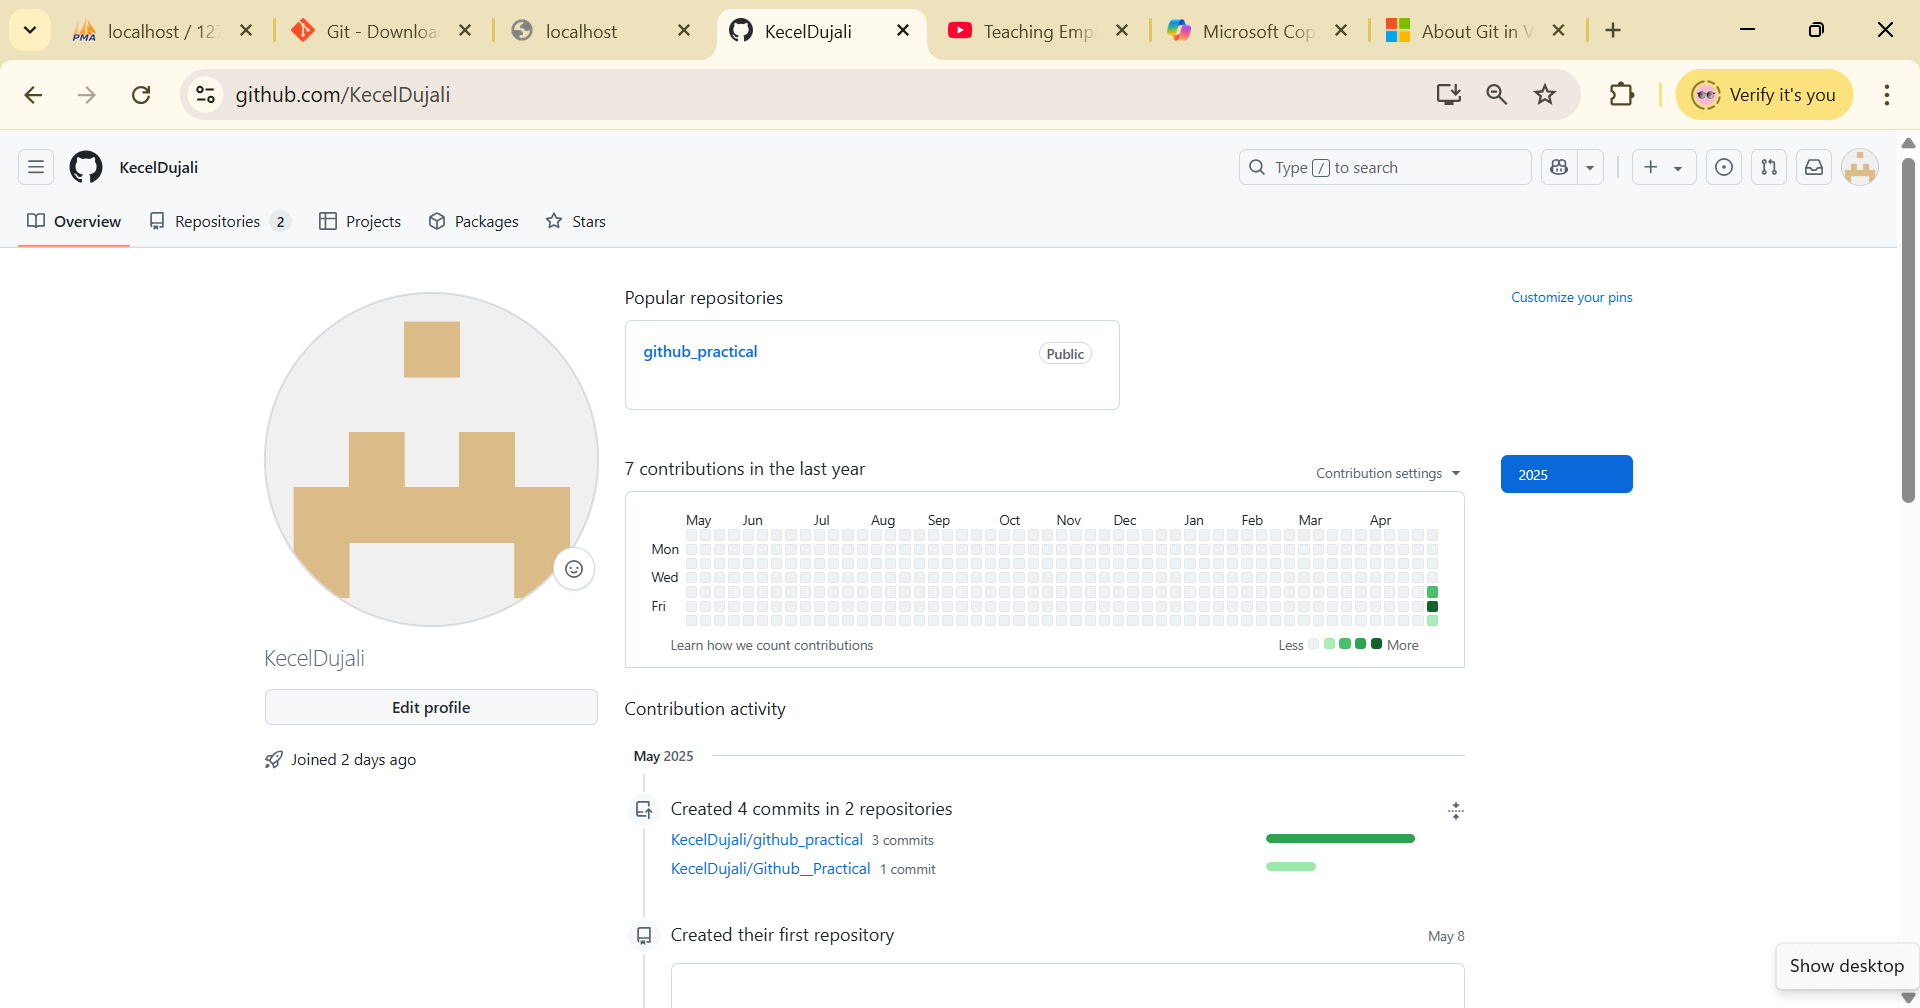 localhost / 127
Git - Downloa
localhost
KecelDujali
Teaching Emp
Microsoft Cop
About Git in V
github.com/KecelDujali
Verify it's you
KecelDujali
Type / to search
Overview
Repositories 2
Projects
Packages
Stars
Popular repositories
Customize your pins
github_practical
Public
7 contributions in the last year
Contribution settings
2025
May Jun Jul Aug Sep Oct Nov Dec Jan Feb Mar Apr
Mon
Wed
Fri
Learn how we count contributions
Less
More
KecelDujali
Edit profile
Joined 2 days ago
Contribution activity
May 2025
Created 4 commits in 2 repositories
KecelDujali/github_practical 3 commits
KecelDujali/Github__Practical 1 commit
Created their first repository
May 8
Show desktop